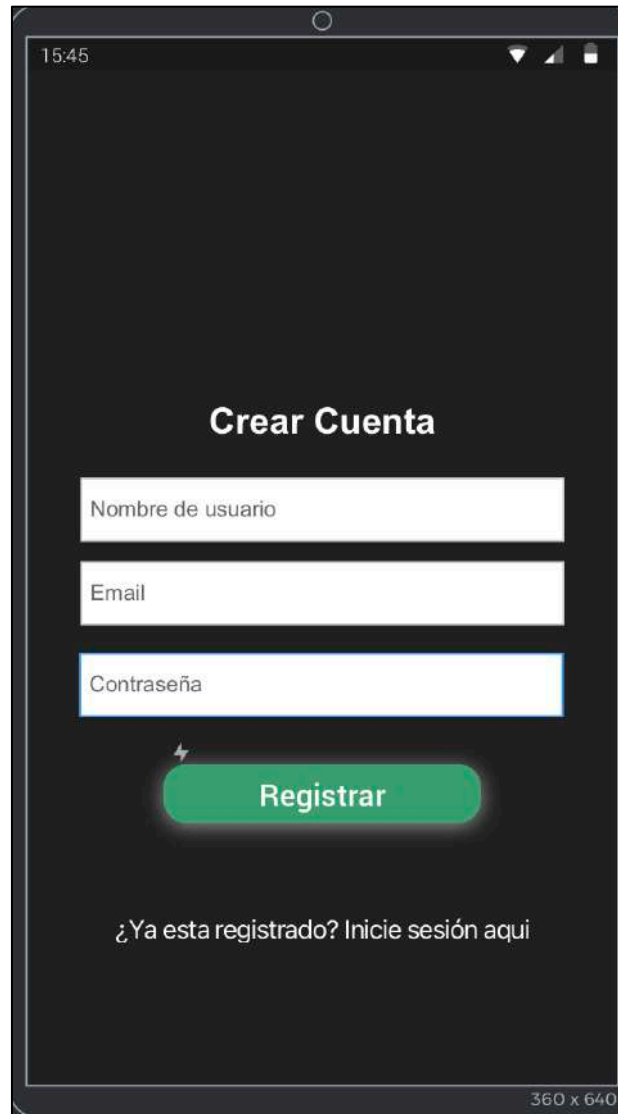 15:45
Crear Cuenta
Nombre de usuario
Email
Contraseña
Registrar
¿Ya esta registrado? Inicie sesión aqui
360 x 640